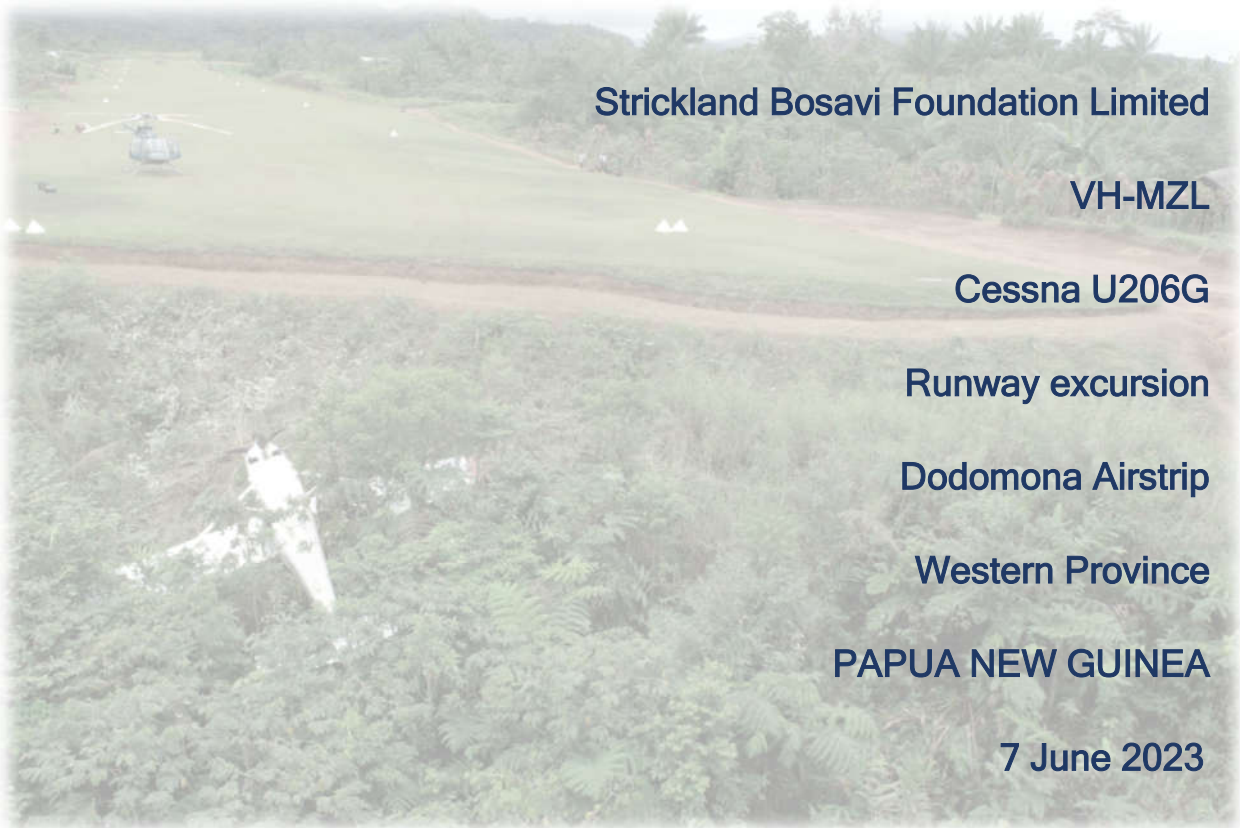 Strickland Bosavi Foundation Limited
VH-MZL
Cessna U206G
Runway excursion
Dodomona Airstrip
Western Province
PAPUA NEW GUINEA
7 June 2023